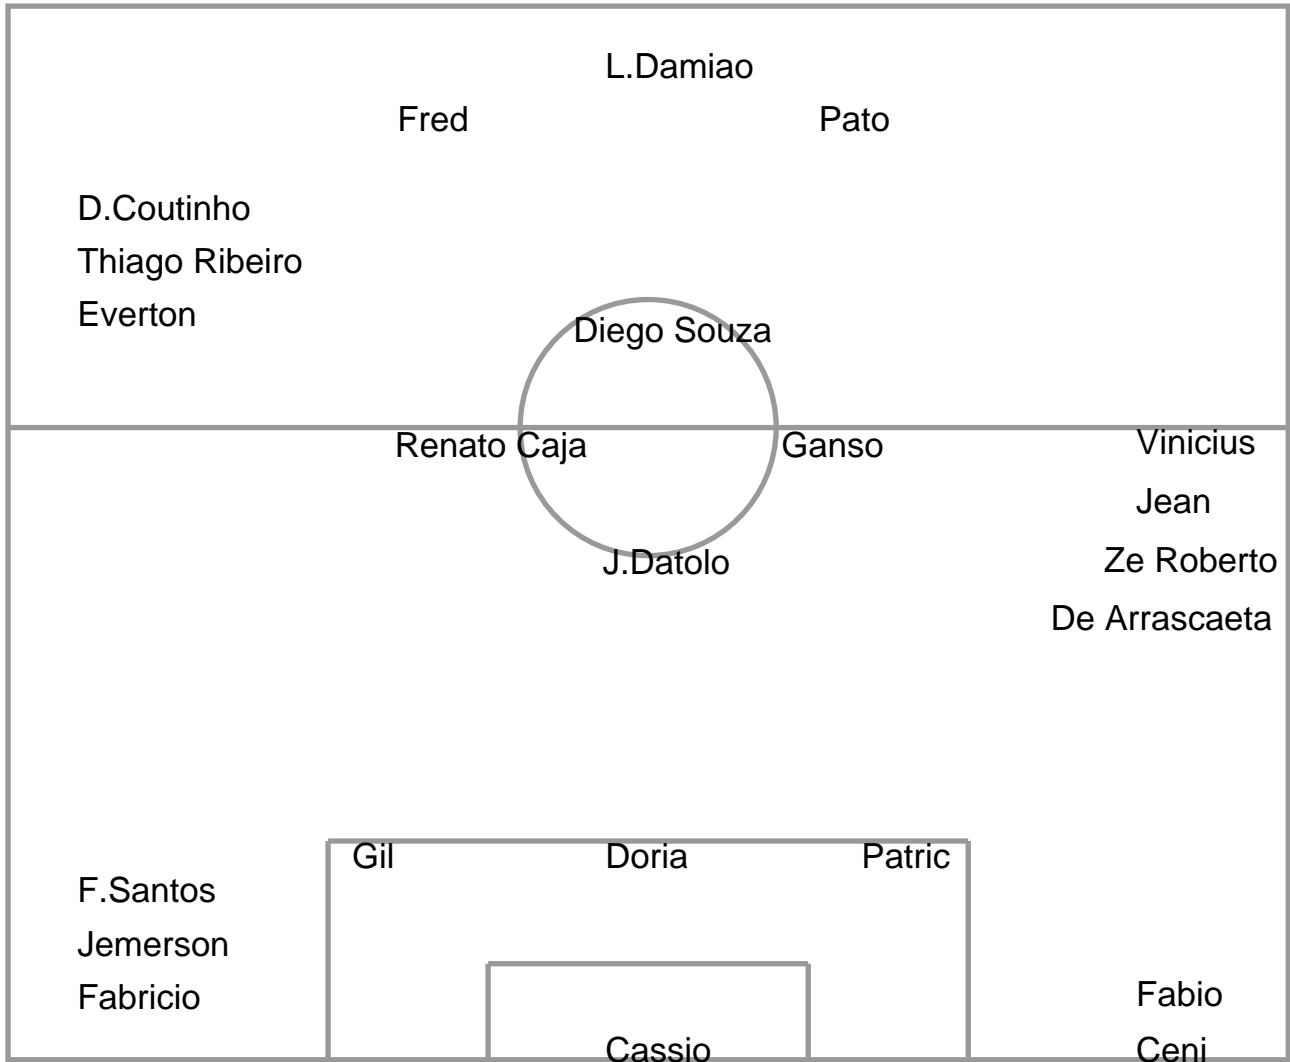 L.Damiao
Fred
Pato
D.Coutinho
Thiago Ribeiro
Everton
Diego Souza
Renato Caja
Ganso
Vinicius
Jean
J.Datolo
Ze Roberto
De Arrascaeta
Gil
Doria
Patric
F.Santos
Jemerson
Fabricio
Fabio
Cassio
Ceni